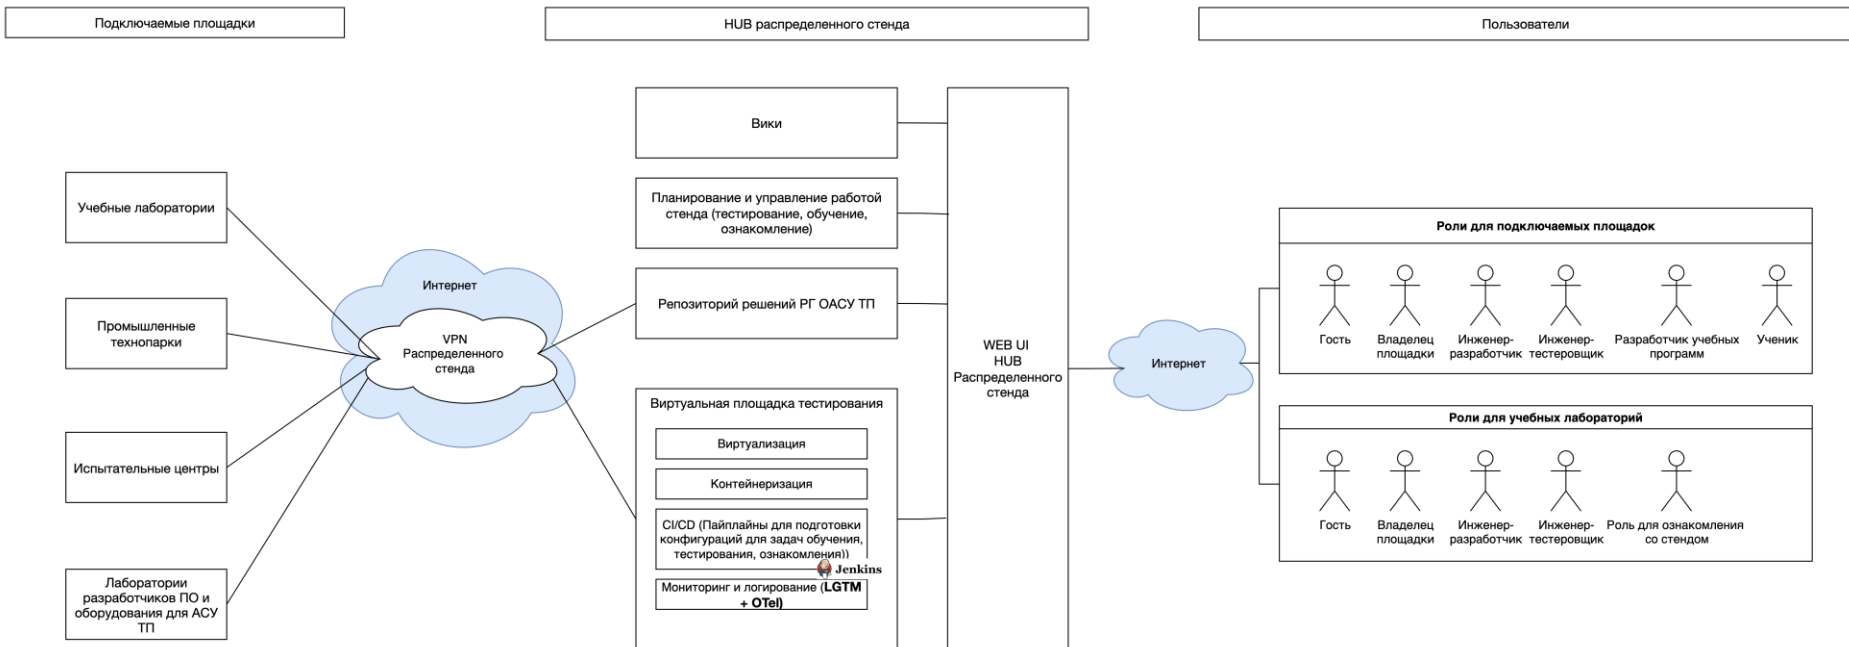 Подключаемые площадки
HUB распределенного стенда
Пользователи
Учебные лаборатории
Промышленные
технопарки
Испытательные центры
Лаборатории
разработчиков ПО и
оборудования для АСУ
ТП
Интернет
VPN
Распределенного
стенда
Вики
Планирование и управление работой
стенда (тестирование, обучение,
ознакомление)
Репозиторий решений РГ ОАСУ ТП
Виртуальная площадка тестирования
Виртуализация
Контейнеризация
CI/CD (Пайплайны для подготовки
конфигураций для задач обучения,
тестирования, ознакомления))
Jenkins
Мониторинг и логирование (LGTM
+ OTel)
WEB UI
HUB
Распределенного
стенда
Интернет
Роли для подключаемых площадок
Гость
Владелец
площадки
Инженер-
разработчик
Инженер-
тестеровщик
Разработчик учебных
программ
Ученик
Роли для учебных лабораторий
Гость
Владелец
площадки
Инженер-
разработчик
Инженер-
тестеровщик
Роль для ознакомления
со стендом